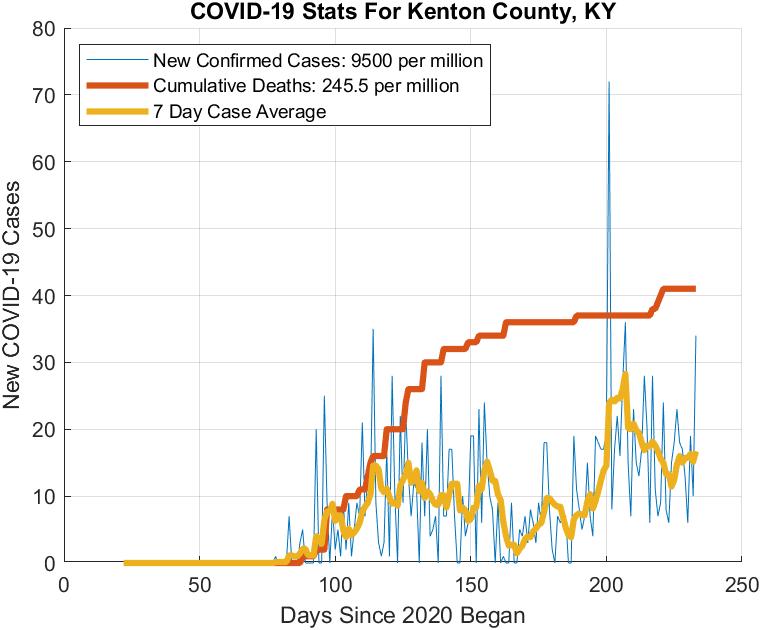 COVID-19 Stats For Kenton County, KY
80
70
60
50
40
30
20
10
0
New COVID-19 Cases
New Confirmed Cases: 9500 per million
Cumulative Deaths: 245.5 per million
7 Day Case Average
0 50 100 150 200 250
Days Since 2020 Began